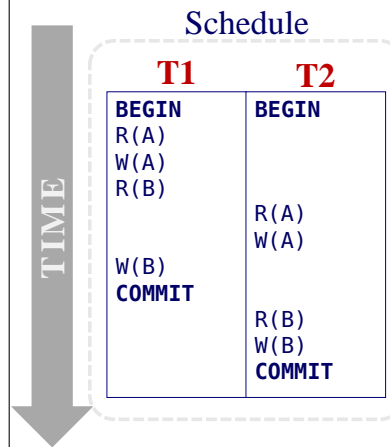 Schedule
T1 T2
BEGIN BEGIN
R(A)
W(A)
R(B)
R(A)
W(A)
W(B)
COMMIT
R(B)
W(B)
COMMIT
TIME